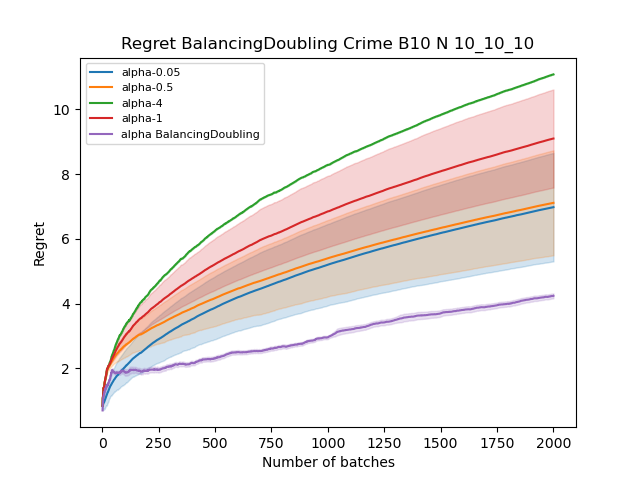 Regret BalancingDoubling Crime B10 N 10_10_10
alpha-0.05
alpha-0.5
alpha-4
alpha-1
alpha BalancingDoubling
10
8
6
4
2
Regret
0
250
500
750
1000
1250
1500
1750
2000
Number of batches